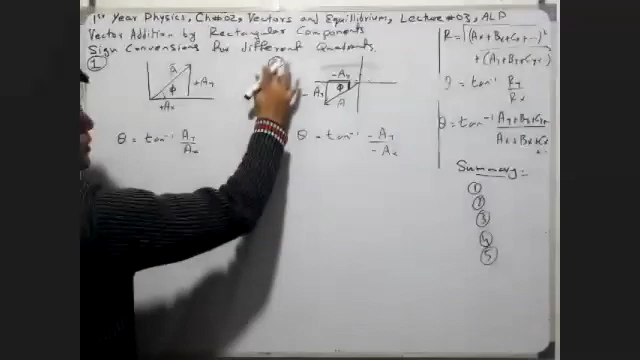 1st Year Physics, Ch#02, Vectors and Equilibrium, Lecture #03, ALP
Vector Addition by Rectangular Components
Sign Convensions for different Quadrants.
①
A
+Ay
φ
+Ax
θ = tan⁻¹ Ay/Ax
-Ax
- Ay
φ
A
θ = tan⁻¹ -Ay/-Ax
R = √(Ax+Bx+Cx+--)²
+ (Ay+By+Cy
= tan⁻¹ Ry/Rx
θ = tan⁻¹ Ay+By+Cy/Ax+Bx+Cx
Summary:-
①
②
③
④
⑤